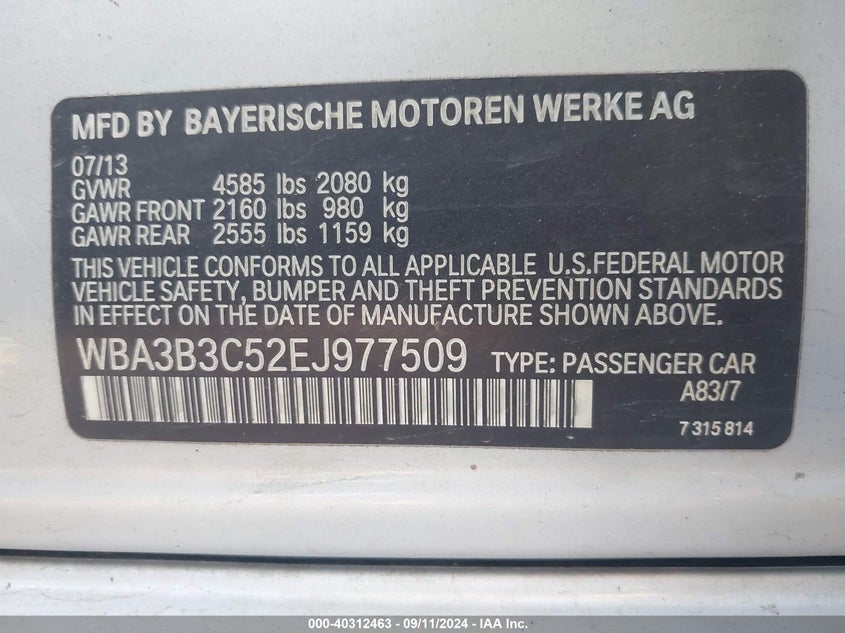 MFD BY BAYERISCHE MOTOREN WERKE AG
07/13
GVWR 4585 lbs 2080 kg
GAWR FRONT 2160 lbs 980 kg
GAWR REAR 2555 lbs 1159 kg
THIS VEHICLE CONFORMS TO ALL APPLICABLE U.S.FEDERAL MOTOR
VEHICLE SAFETY, BUMPER AND THEFT PREVENTION STANDARDS
IN EFFECT ON THE DATE OF MANUFACTURE SHOWN ABOVE.
WBA3B3C52EJ977509 TYPE: PASSENGER CAR
A83/7
7 315 814
000-40312463 - 09/11/2024 - IAA Inc.